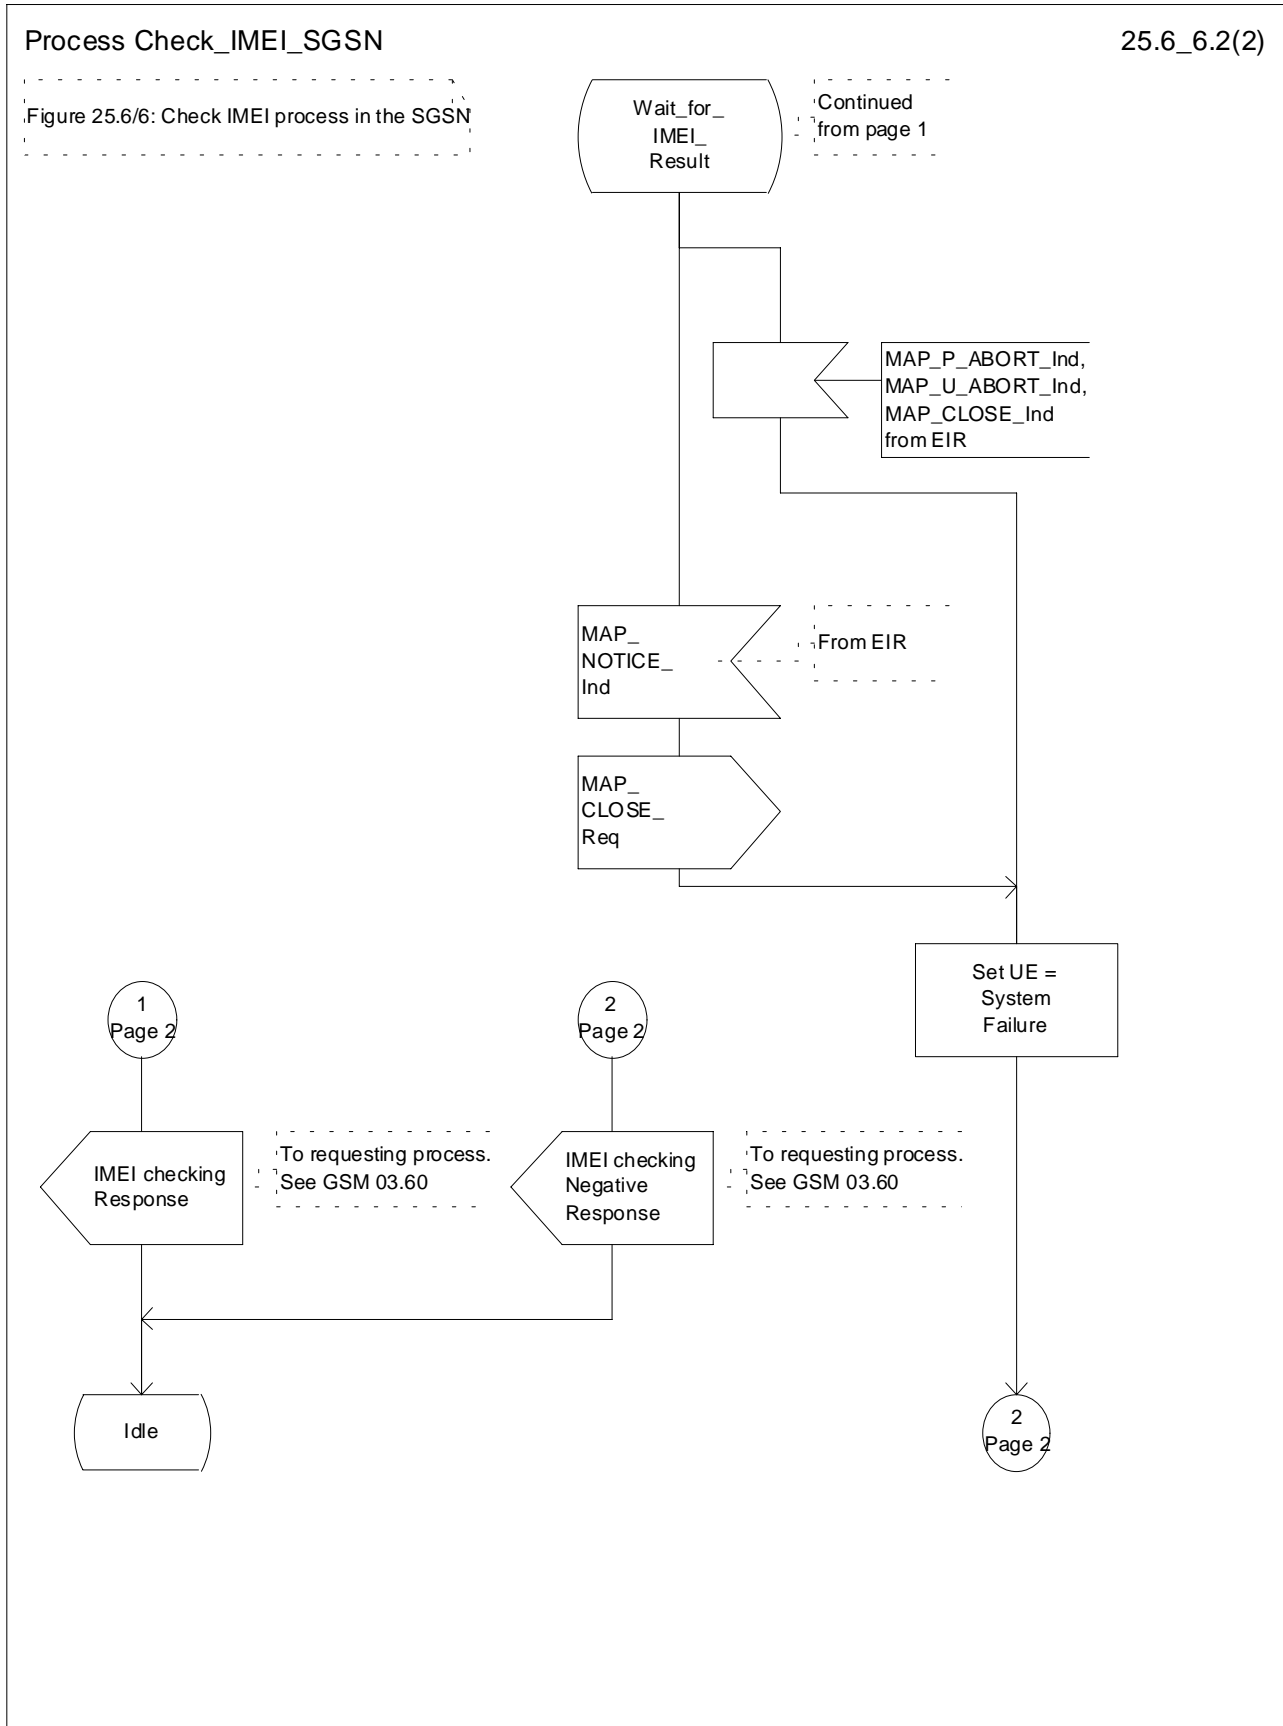 Process Check_IMEI_SGSN
25.6_6.2(2)
Figure 25.6/6: Check IMEI process in the SGSN
Wait_for_
IMEI_
Result
Continued
from page 1
MAP_P_ABORT_Ind,
MAP_U_ABORT_Ind,
MAP_CLOSE_Ind
from EIR
MAP_
NOTICE_
Ind
From EIR
MAP_
CLOSE_
Req
Set UE =
System
Failure
1
Page 2
2
Page 2
IMEI checking
Response
To requesting process.
See GSM 03.60
IMEI checking
Negative
Response
To requesting process.
See GSM 03.60
Idle
2
Page 2